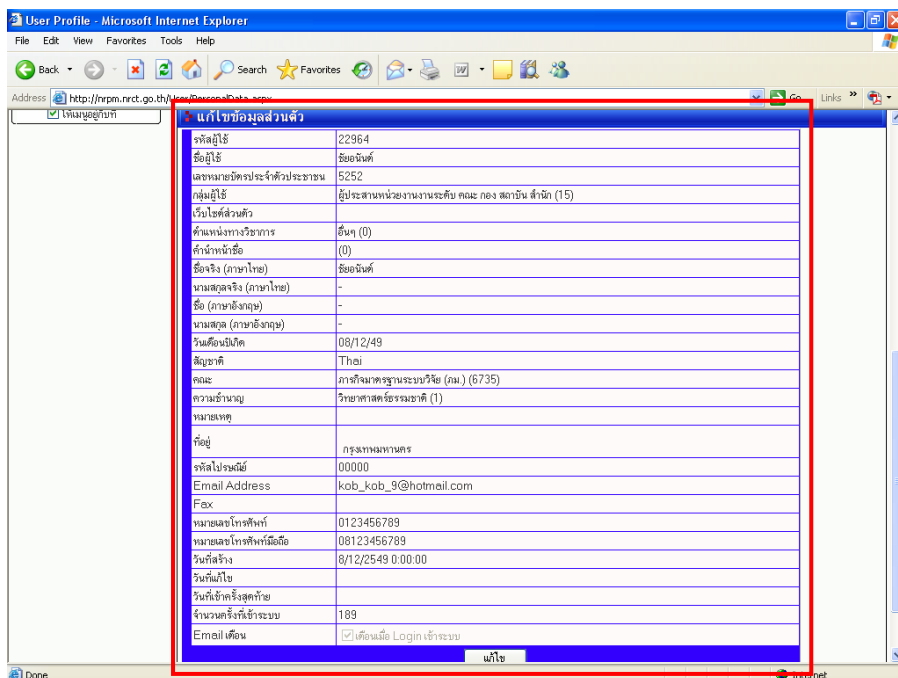 User Profile - Microsoft Internet Explorer
File Edit View Favorites Tools Help
Back Search Favorites
Address http://nrpm.nrct.go.th/User/PersonalData.aspx Go Links
ให้เมนูอยู่กับที่
แก้ไขข้อมูลส่วนตัว
รหัสผู้ใช้ 22964
ชื่อผู้ใช้ ชัยอนันต์
เลขหมายบัตรประจำตัวประชาชน 5252
กลุ่มผู้ใช้ ผู้ประสานหน่วยงานงานระดับ คณะ กอง สถาบัน สำนัก (15)
เว็บไซต์ส่วนตัว
ตำแหน่งทางวิชาการ อื่นๆ (0)
คำนำหน้าชื่อ (0)
ชื่อจริง (ภาษาไทย) ชัยอนันต์
นามสกุลจริง (ภาษาไทย) -
ชื่อ (ภาษาอังกฤษ) -
นามสกุล (ภาษาอังกฤษ) -
วันเดือนปีเกิด 08/12/49
สัญชาติ Thai
คณะ ภารกิจมาตรฐานระบบวิจัย (ภม.) (6735)
ความชำนาญ วิทยาศาสตร์ธรรมชาติ (1)
หมายเหตุ
ที่อยู่ กรุงเทพมหานคร
รหัสไปรษณีย์ 00000
Email Address kob_kob_9@hotmail.com
Fax
หมายเลขโทรศัพท์ 0123456789
หมายเลขโทรศัพท์มือถือ 08123456789
วันที่สร้าง 8/12/2549 0:00:00
วันที่แก้ไข
วันที่เข้าครั้งสุดท้าย
จำนวนครั้งที่เข้าระบบ 189
Email เตือน เตือนเมื่อ Login เข้าระบบ
แก้ไข
Done Internet